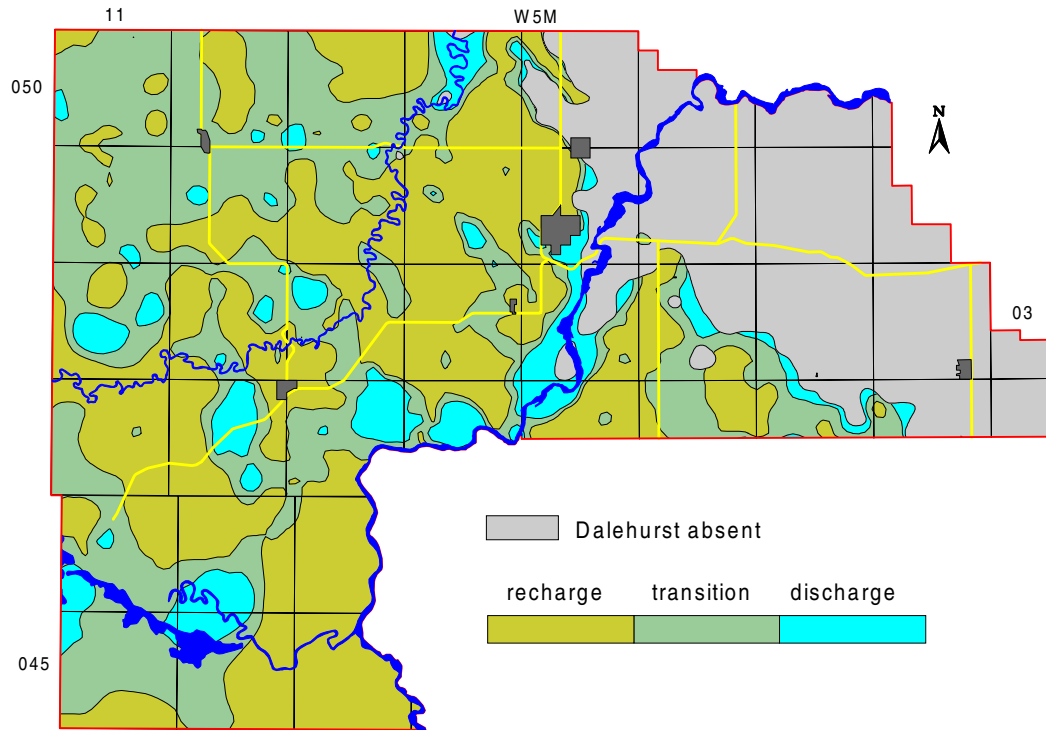 11
W5M
050
N
03
Dalehurst absent
recharge transition discharge
045